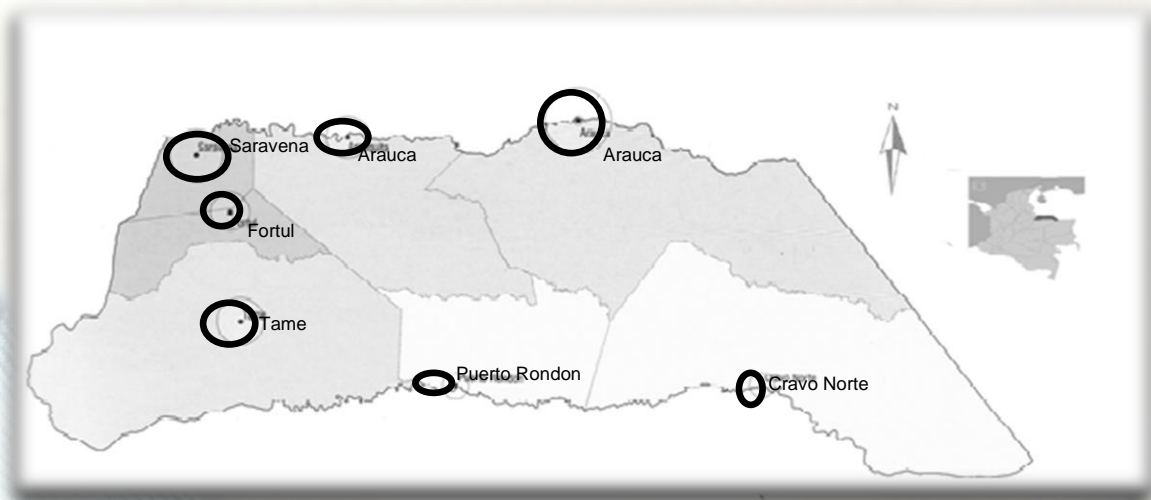 N
Saravena
Arauca
Arauca
Fortul
Tame
Puerto Rondon
Cravo Norte